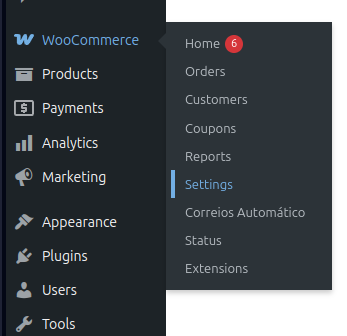 WooCommerce
Products
Payments
Analytics
Marketing
Appearance
Plugins
Users
Tools
Home 6
Orders
Customers
Coupons
Reports
Settings
Correios Automático
Status
Extensions